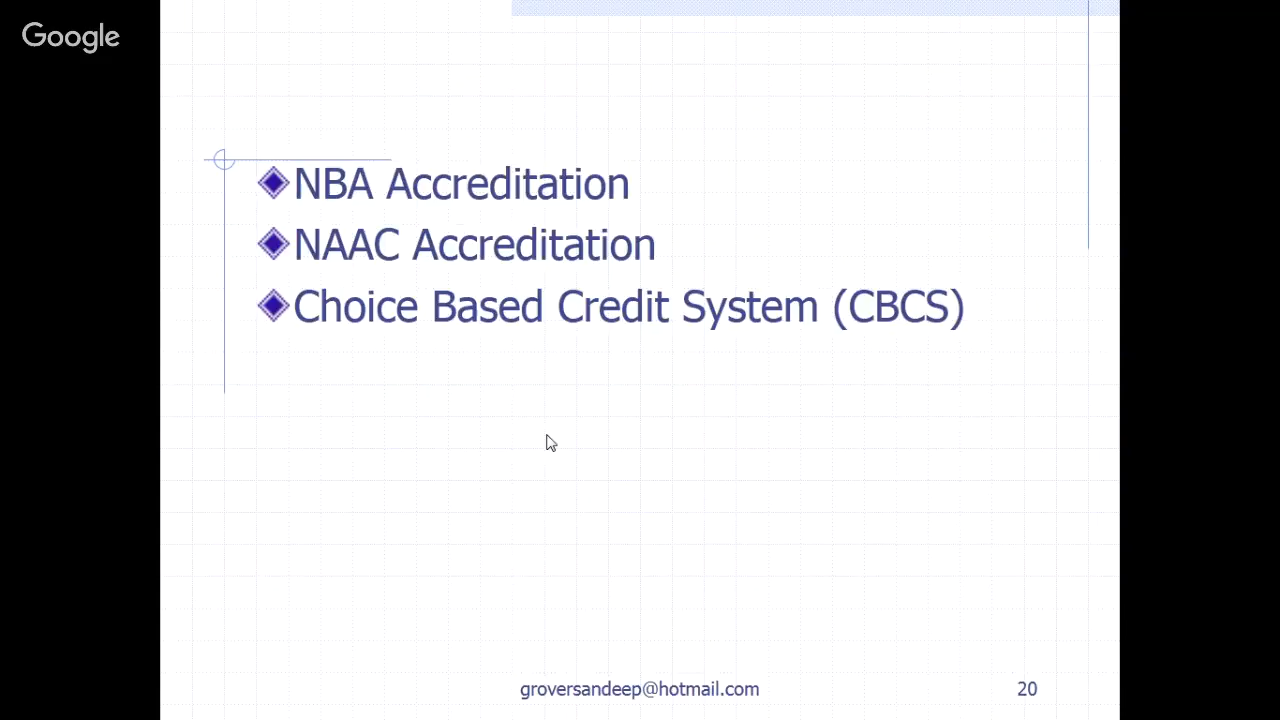 Google
NBA Accreditation
NAAC Accreditation
Choice Based Credit System (CBCS)
groversandeep@hotmail.com
20